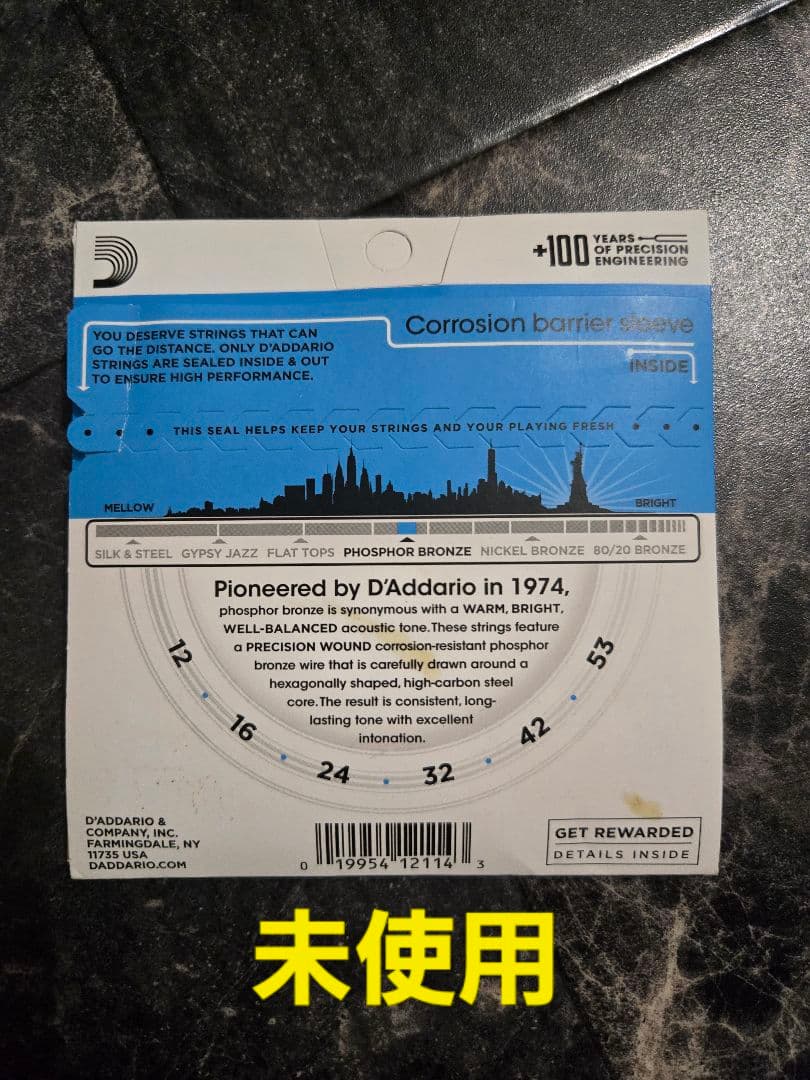 +100 YEARS OF PRECISION ENGINEERING
YOU DESERVE STRINGS THAT CAN
GO THE DISTANCE. ONLY D'ADDARIO
STRINGS ARE SEALED INSIDE & OUT
TO ENSURE HIGH PERFORMANCE.
Corrosion barrier sleeve
INSIDE
THIS SEAL HELPS KEEP YOUR STRINGS AND YOUR PLAYING FRESH
MELLOW
BRIGHT
SILK & STEEL GYPSY JAZZ FLAT TOPS PHOSPHOR BRONZE NICKEL BRONZE 80/20 BRONZE
Pioneered by D'Addario in 1974,
phosphor bronze is synonymous with a WARM, BRIGHT,
WELL-BALANCED acoustic tone. These strings feature
a PRECISION WOUND corrosion-resistant phosphor
bronze wire that is carefully drawn around a
hexagonally shaped, high-carbon steel
core. The result is consistent, long-
lasting tone with excellent
intonation.
12 16 24 32 42 53
D'ADDARIO &
COMPANY, INC.
FARMINGDALE, NY
11735 USA
DADDARIO.COM
0 19954 12114 3
GET REWARDED
DETAILS INSIDE
未使用